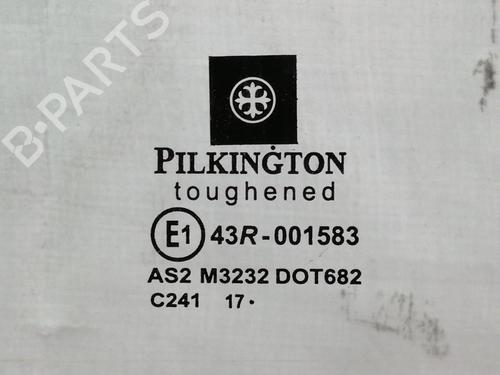 B-PARTS
PILKINGTON
toughened
E1 43R-001583
AS2 M3232 DOT682
C241 17.